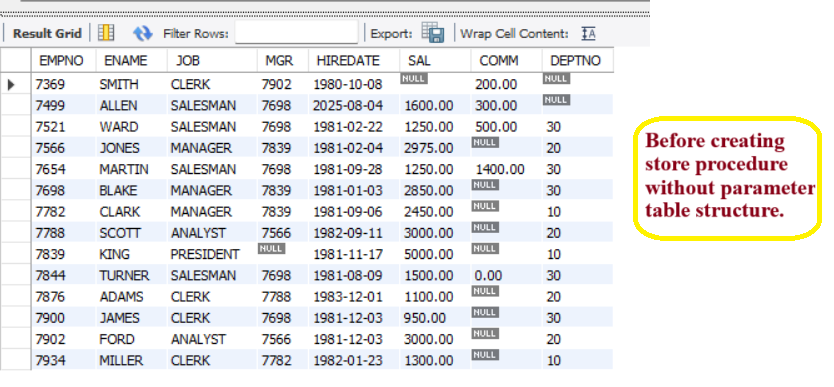 Result Grid Filter Rows: Export: Wrap Cell Content: IA
EMPNO ENAME JOB MGR HIREDATE SAL COMM DEPTNO
7369 SMITH CLERK 7902 1980-10-08 NULL 200.00 NULL
7499 ALLEN SALESMAN 7698 2025-08-04 1600.00 300.00 NULL
7521 WARD SALESMAN 7698 1981-02-22 1250.00 500.00 30
7566 JONES MANAGER 7839 1981-02-04 2975.00 NULL 20
7654 MARTIN SALESMAN 7698 1981-09-28 1250.00 1400.00 30
7698 BLAKE MANAGER 7839 1981-01-03 2850.00 NULL 30
7782 CLARK MANAGER 7839 1981-09-06 2450.00 NULL 10
7788 SCOTT ANALYST 7566 1982-09-11 3000.00 NULL 20
7839 KING PRESIDENT NULL 1981-11-17 5000.00 NULL 10
7844 TURNER SALESMAN 7698 1981-08-09 1500.00 0.00 30
7876 ADAMS CLERK 7788 1983-12-01 1100.00 NULL 20
7900 JAMES CLERK 7698 1981-12-03 950.00 NULL 30
7902 FORD ANALYST 7566 1981-12-03 3000.00 NULL 20
7934 MILLER CLERK 7782 1982-01-23 1300.00 NULL 10
Before creating
store procedure
without parameter
table structure.